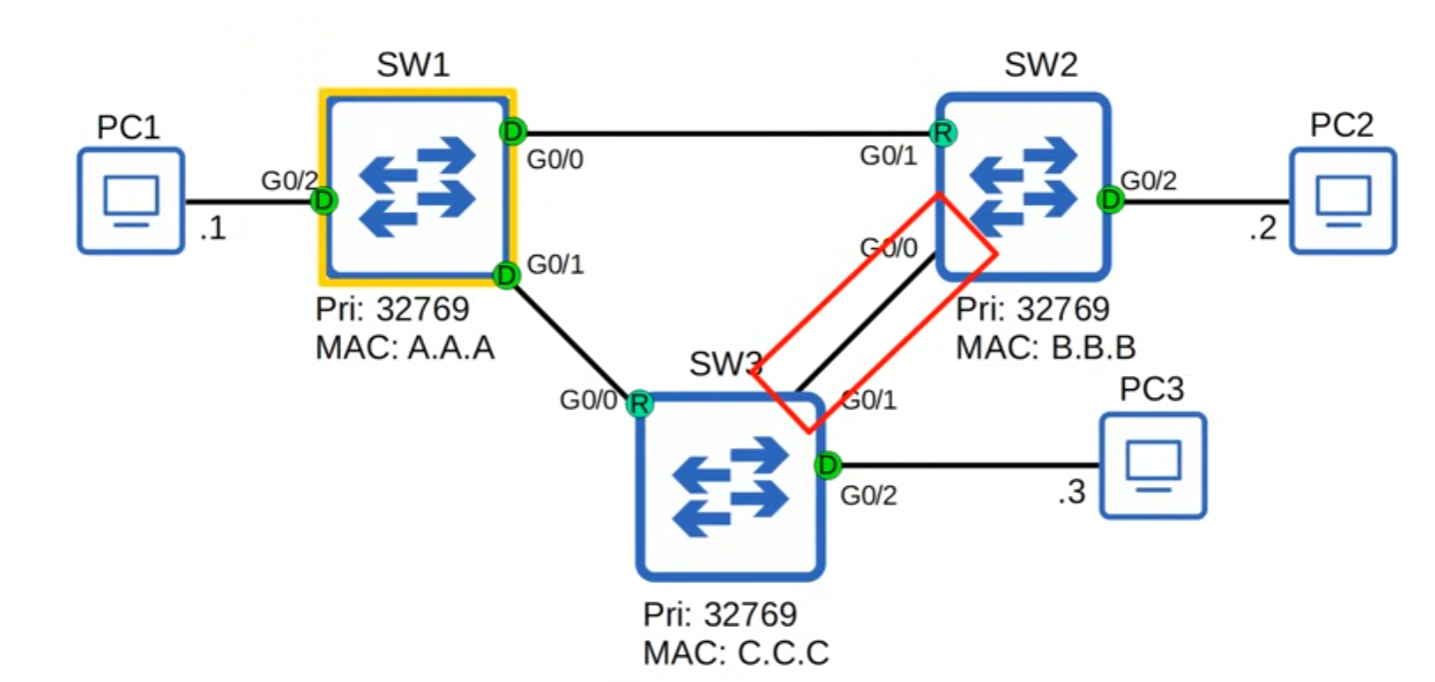 SW1
SW2
PC1
PC2
D
G0/0
R
G0/1
G0/2
D
.1
D
G0/2
.2
G0/1
D
G0/0
Pri: 32769
MAC: A.A.A
Pri: 32769
MAC: B.B.B
SW3
G0/0
R
G0/1
PC3
D
G0/2
.3
Pri: 32769
MAC: C.C.C